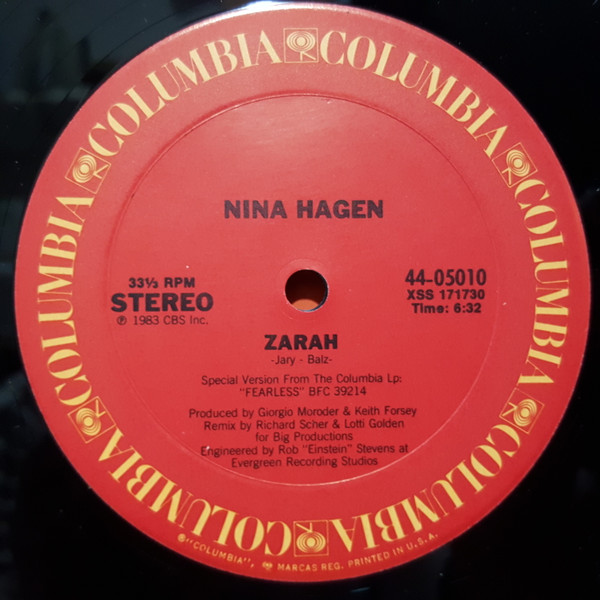 COLUMBIA COLUMBIA COLUMBIA COLUMBIA COLUMBIA COLUMBIA COLUMBIA COLUMBIA
NINA HAGEN
33⅓ RPM
STEREO
℗ 1983 CBS Inc.
44-05010
XSS 171730
Time: 6:32
ZARAH
-Jary - Balz-
Special Version From The Columbia Lp:
"FEARLESS" BFC 39214
Produced by Giorgio Moroder & Keith Forsey
Remix by Richard Scher & Lotti Golden
for Big Productions
Engineered by Rob "Einstein" Stevens at
Evergreen Recording Studios
®"COLUMBIA", MARCAS REG. PRINTED IN U.S.A.